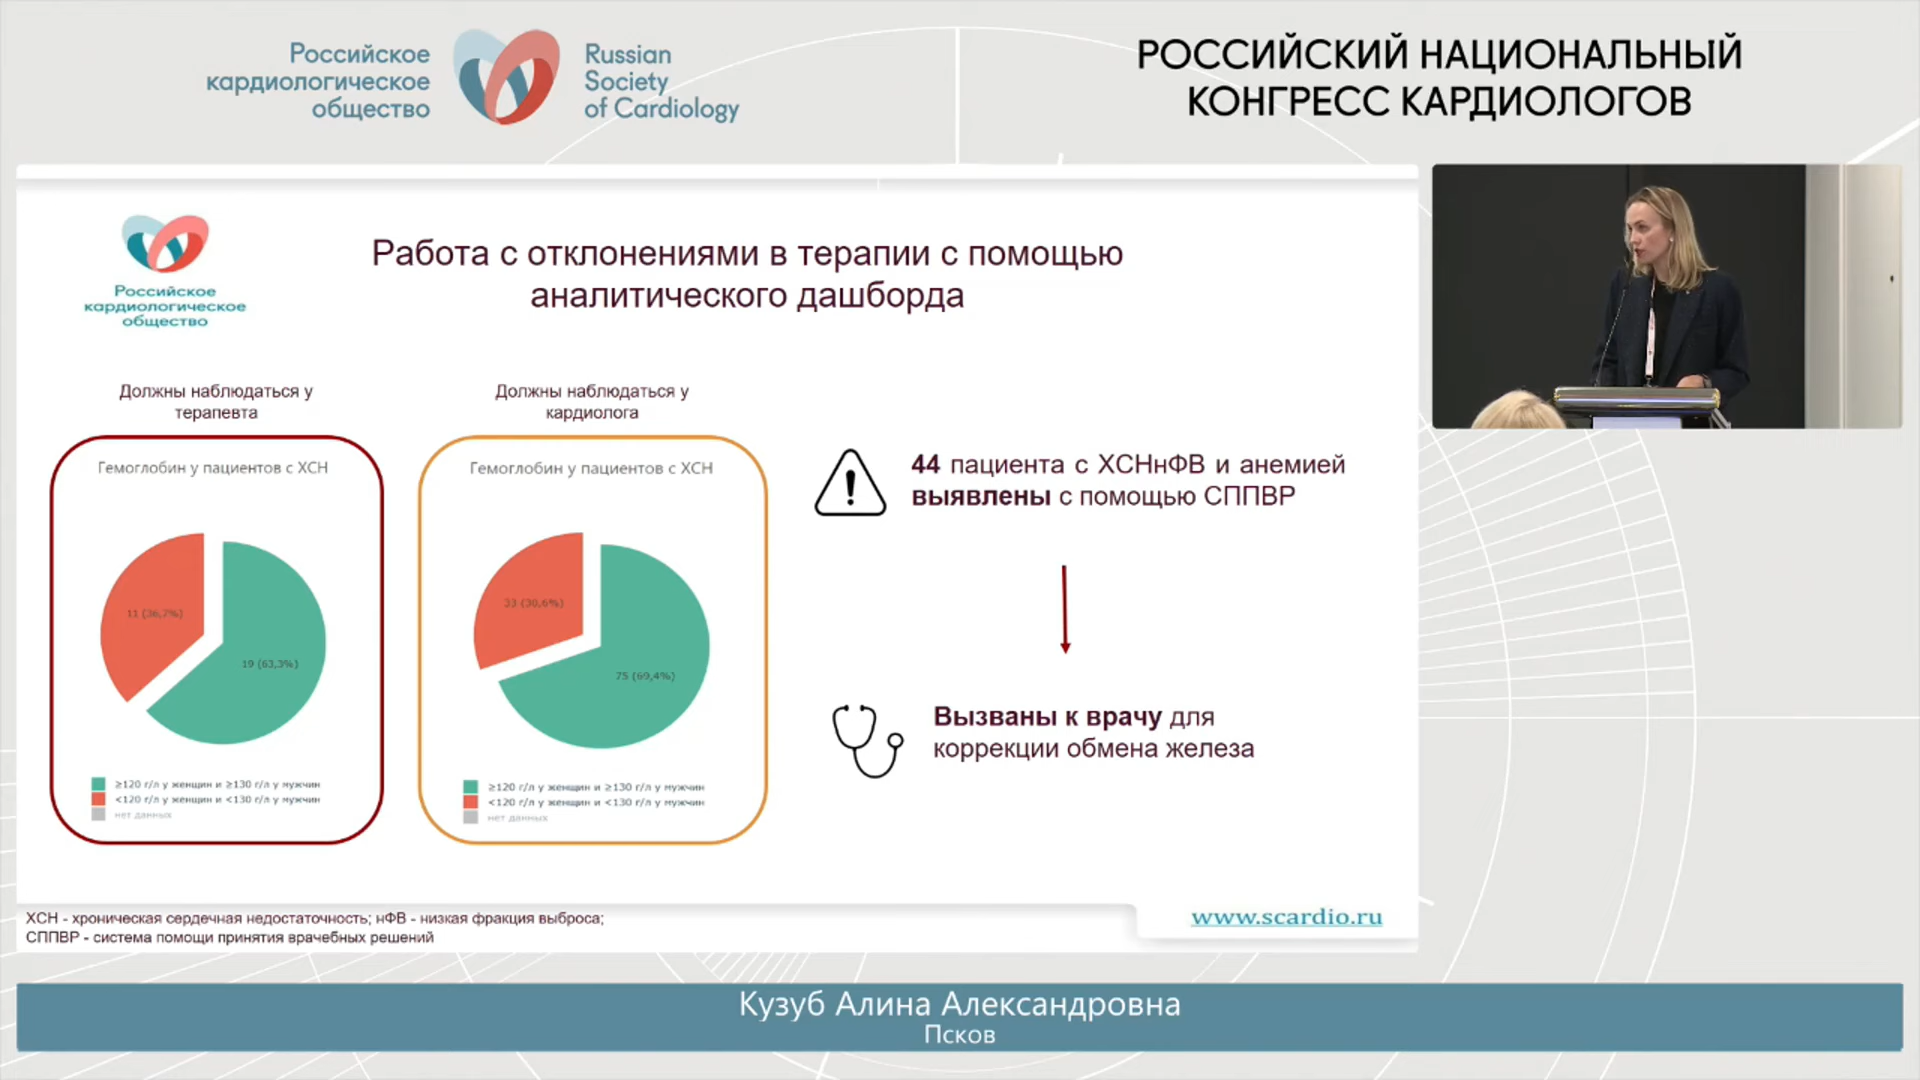 Российское
кардиологическое
общество
Russian
Society
of Cardiology
РОССИЙСКИЙ НАЦИОНАЛЬНЫЙ
КОНГРЕСС КАРДИОЛОГОВ
Российское
кардиологическое
общество
Работа с отклонениями в терапии с помощью
аналитического дашборда
Должны наблюдаться у
терапевта
Гемоглобин у пациентов с ХСН
11 (36,7%)
19 (63,3%)
≥120 г/л у женщин и ≥130 г/л у мужчин
<120 г/л у женщин и <130 г/л у мужчин
нет данных
Должны наблюдаться у
кардиолога
Гемоглобин у пациентов с ХСН
33 (30,6%)
75 (69,4%)
≥120 г/л у женщин и ≥130 г/л у мужчин
<120 г/л у женщин и <130 г/л у мужчин
нет данных
44 пациента с ХСНнФВ и анемией
выявлены с помощью СППВР
Вызваны к врачу для
коррекции обмена железа
ХСН - хроническая сердечная недостаточность; нФВ - низкая фракция выброса;
СППВР - система помощи принятия врачебных решений
www.scardio.ru
Кузуб Алина Александровна
Псков